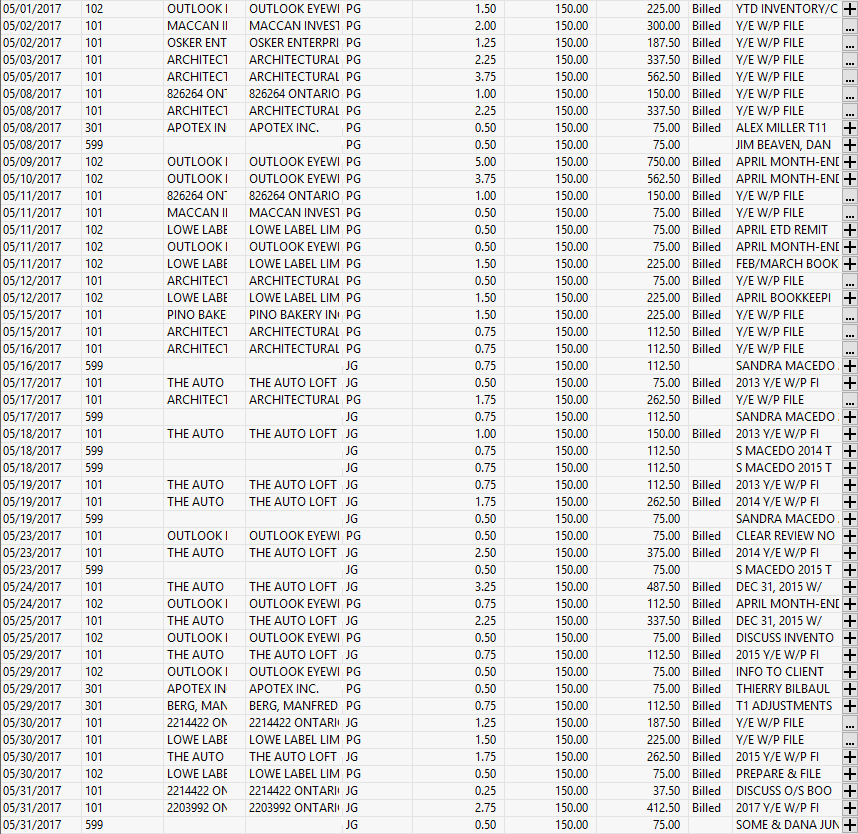 05/01/2017 102 OUTLOOK I OUTLOOK EYEWI PG 1.50 150.00 225.00 Billed YTD INVENTORY/C
05/02/2017 101 MACCAN II MACCAN INVEST PG 2.00 150.00 300.00 Billed Y/E W/P FILE ...
05/02/2017 101 OSKER ENT OSKER ENTERPRI PG 1.25 150.00 187.50 Billed Y/E W/P FILE ...
05/03/2017 101 ARCHITECT ARCHITECTURAL PG 2.25 150.00 337.50 Billed Y/E W/P FILE ...
05/05/2017 101 ARCHITECT ARCHITECTURAL PG 3.75 150.00 562.50 Billed Y/E W/P FILE ...
05/08/2017 101 826264 ONT 826264 ONTARIO PG 1.00 150.00 150.00 Billed Y/E W/P FILE ...
05/08/2017 101 ARCHITECT ARCHITECTURAL PG 2.25 150.00 337.50 Billed Y/E W/P FILE ...
05/08/2017 301 APOTEX IN APOTEX INC. PG 0.50 150.00 75.00 Billed ALEX MILLER T11
05/08/2017 599 PG 0.50 150.00 75.00 JIM BEAVEN, DAN
05/09/2017 102 OUTLOOK I OUTLOOK EYEWI PG 5.00 150.00 750.00 Billed APRIL MONTH-END
05/10/2017 102 OUTLOOK I OUTLOOK EYEWI PG 3.75 150.00 562.50 Billed APRIL MONTH-END
05/11/2017 101 826264 ONT 826264 ONTARIO PG 1.00 150.00 150.00 Billed Y/E W/P FILE ...
05/11/2017 101 MACCAN II MACCAN INVEST PG 0.50 150.00 75.00 Billed Y/E W/P FILE ...
05/11/2017 102 LOWE LABE LOWE LABEL LIM PG 0.50 150.00 75.00 Billed APRIL ETD REMIT
05/11/2017 102 OUTLOOK I OUTLOOK EYEWI PG 0.50 150.00 75.00 Billed APRIL MONTH-END
05/11/2017 102 LOWE LABE LOWE LABEL LIM PG 1.50 150.00 225.00 Billed FEB/MARCH BOOK
05/12/2017 101 ARCHITECT ARCHITECTURAL PG 0.50 150.00 75.00 Billed Y/E W/P FILE ...
05/12/2017 102 LOWE LABE LOWE LABEL LIM PG 1.50 150.00 225.00 Billed APRIL BOOKKEEPI
05/15/2017 101 PINO BAKE PINO BAKERY IN PG 1.50 150.00 225.00 Billed Y/E W/P FILE ...
05/15/2017 101 ARCHITECT ARCHITECTURAL PG 0.75 150.00 112.50 Billed Y/E W/P FILE ...
05/16/2017 101 ARCHITECT ARCHITECTURAL PG 0.75 150.00 112.50 Billed Y/E W/P FILE ...
05/16/2017 599 JG 0.75 150.00 112.50 SANDRA MACEDO
05/17/2017 101 THE AUTO THE AUTO LOFT JG 0.50 150.00 75.00 Billed 2013 Y/E W/P FI
05/17/2017 101 ARCHITECT ARCHITECTURAL PG 1.75 150.00 262.50 Billed Y/E W/P FILE ...
05/17/2017 599 JG 0.75 150.00 112.50 SANDRA MACEDO
05/18/2017 101 THE AUTO THE AUTO LOFT JG 1.00 150.00 150.00 Billed 2013 Y/E W/P FI
05/18/2017 599 JG 0.75 150.00 112.50 S MACEDO 2014 T
05/18/2017 599 JG 0.75 150.00 112.50 S MACEDO 2015 T
05/19/2017 101 THE AUTO THE AUTO LOFT JG 0.75 150.00 112.50 Billed 2013 Y/E W/P FI
05/19/2017 101 THE AUTO THE AUTO LOFT JG 1.75 150.00 262.50 Billed 2014 Y/E W/P FI
05/19/2017 599 JG 0.50 150.00 75.00 SANDRA MACEDO
05/23/2017 101 OUTLOOK I OUTLOOK EYEWI PG 0.50 150.00 75.00 Billed CLEAR REVIEW NO
05/23/2017 101 THE AUTO THE AUTO LOFT JG 2.50 150.00 375.00 Billed 2014 Y/E W/P FI
05/23/2017 599 JG 0.50 150.00 75.00 S MACEDO 2015 T
05/24/2017 101 THE AUTO THE AUTO LOFT JG 3.25 150.00 487.50 Billed DEC 31, 2015 W/
05/24/2017 102 OUTLOOK I OUTLOOK EYEWI PG 0.75 150.00 112.50 Billed APRIL MONTH-END
05/25/2017 101 THE AUTO THE AUTO LOFT JG 2.25 150.00 337.50 Billed DEC 31, 2015 W/
05/26/2017 102 OUTLOOK I OUTLOOK EYEWI PG 0.50 150.00 75.00 Billed DISCUSS INVENTO
05/29/2017 101 THE AUTO THE AUTO LOFT JG 0.75 150.00 112.50 Billed 2015 Y/E W/P FI
05/29/2017 102 OUTLOOK I OUTLOOK EYEWI PG 0.50 150.00 75.00 Billed INFO TO CLIENT
05/29/2017 301 APOTEX IN APOTEX INC. PG 0.50 150.00 75.00 Billed THIERRY BILBAUL
05/29/2017 301 BERG, MAN BERG, MANFRED PG 0.75 150.00 112.50 Billed T1 ADJUSTMENTS
05/30/2017 101 2214422 ON 2214422 ONTARI JG 1.25 150.00 187.50 Billed Y/E W/P FILE ...
05/30/2017 101 LOWE LABE LOWE LABEL LIM PG 1.50 150.00 225.00 Billed Y/E W/P FILE ...
05/30/2017 101 THE AUTO THE AUTO LOFT JG 1.75 150.00 262.50 Billed 2015 Y/E W/P FI
05/30/2017 102 LOWE LABE LOWE LABEL LIM PG 0.50 150.00 75.00 Billed PREPARE & FILE
05/31/2017 101 2214422 ON 2214422 ONTARI JG 0.25 150.00 37.50 Billed DISCUSS O/S BOO
05/31/2017 101 2203992 ON 2203992 ONTARI JG 2.75 150.00 412.50 Billed 2017 Y/E W/P FI
05/31/2017 599 JG 0.50 150.00 75.00 SOME & DANA JUN